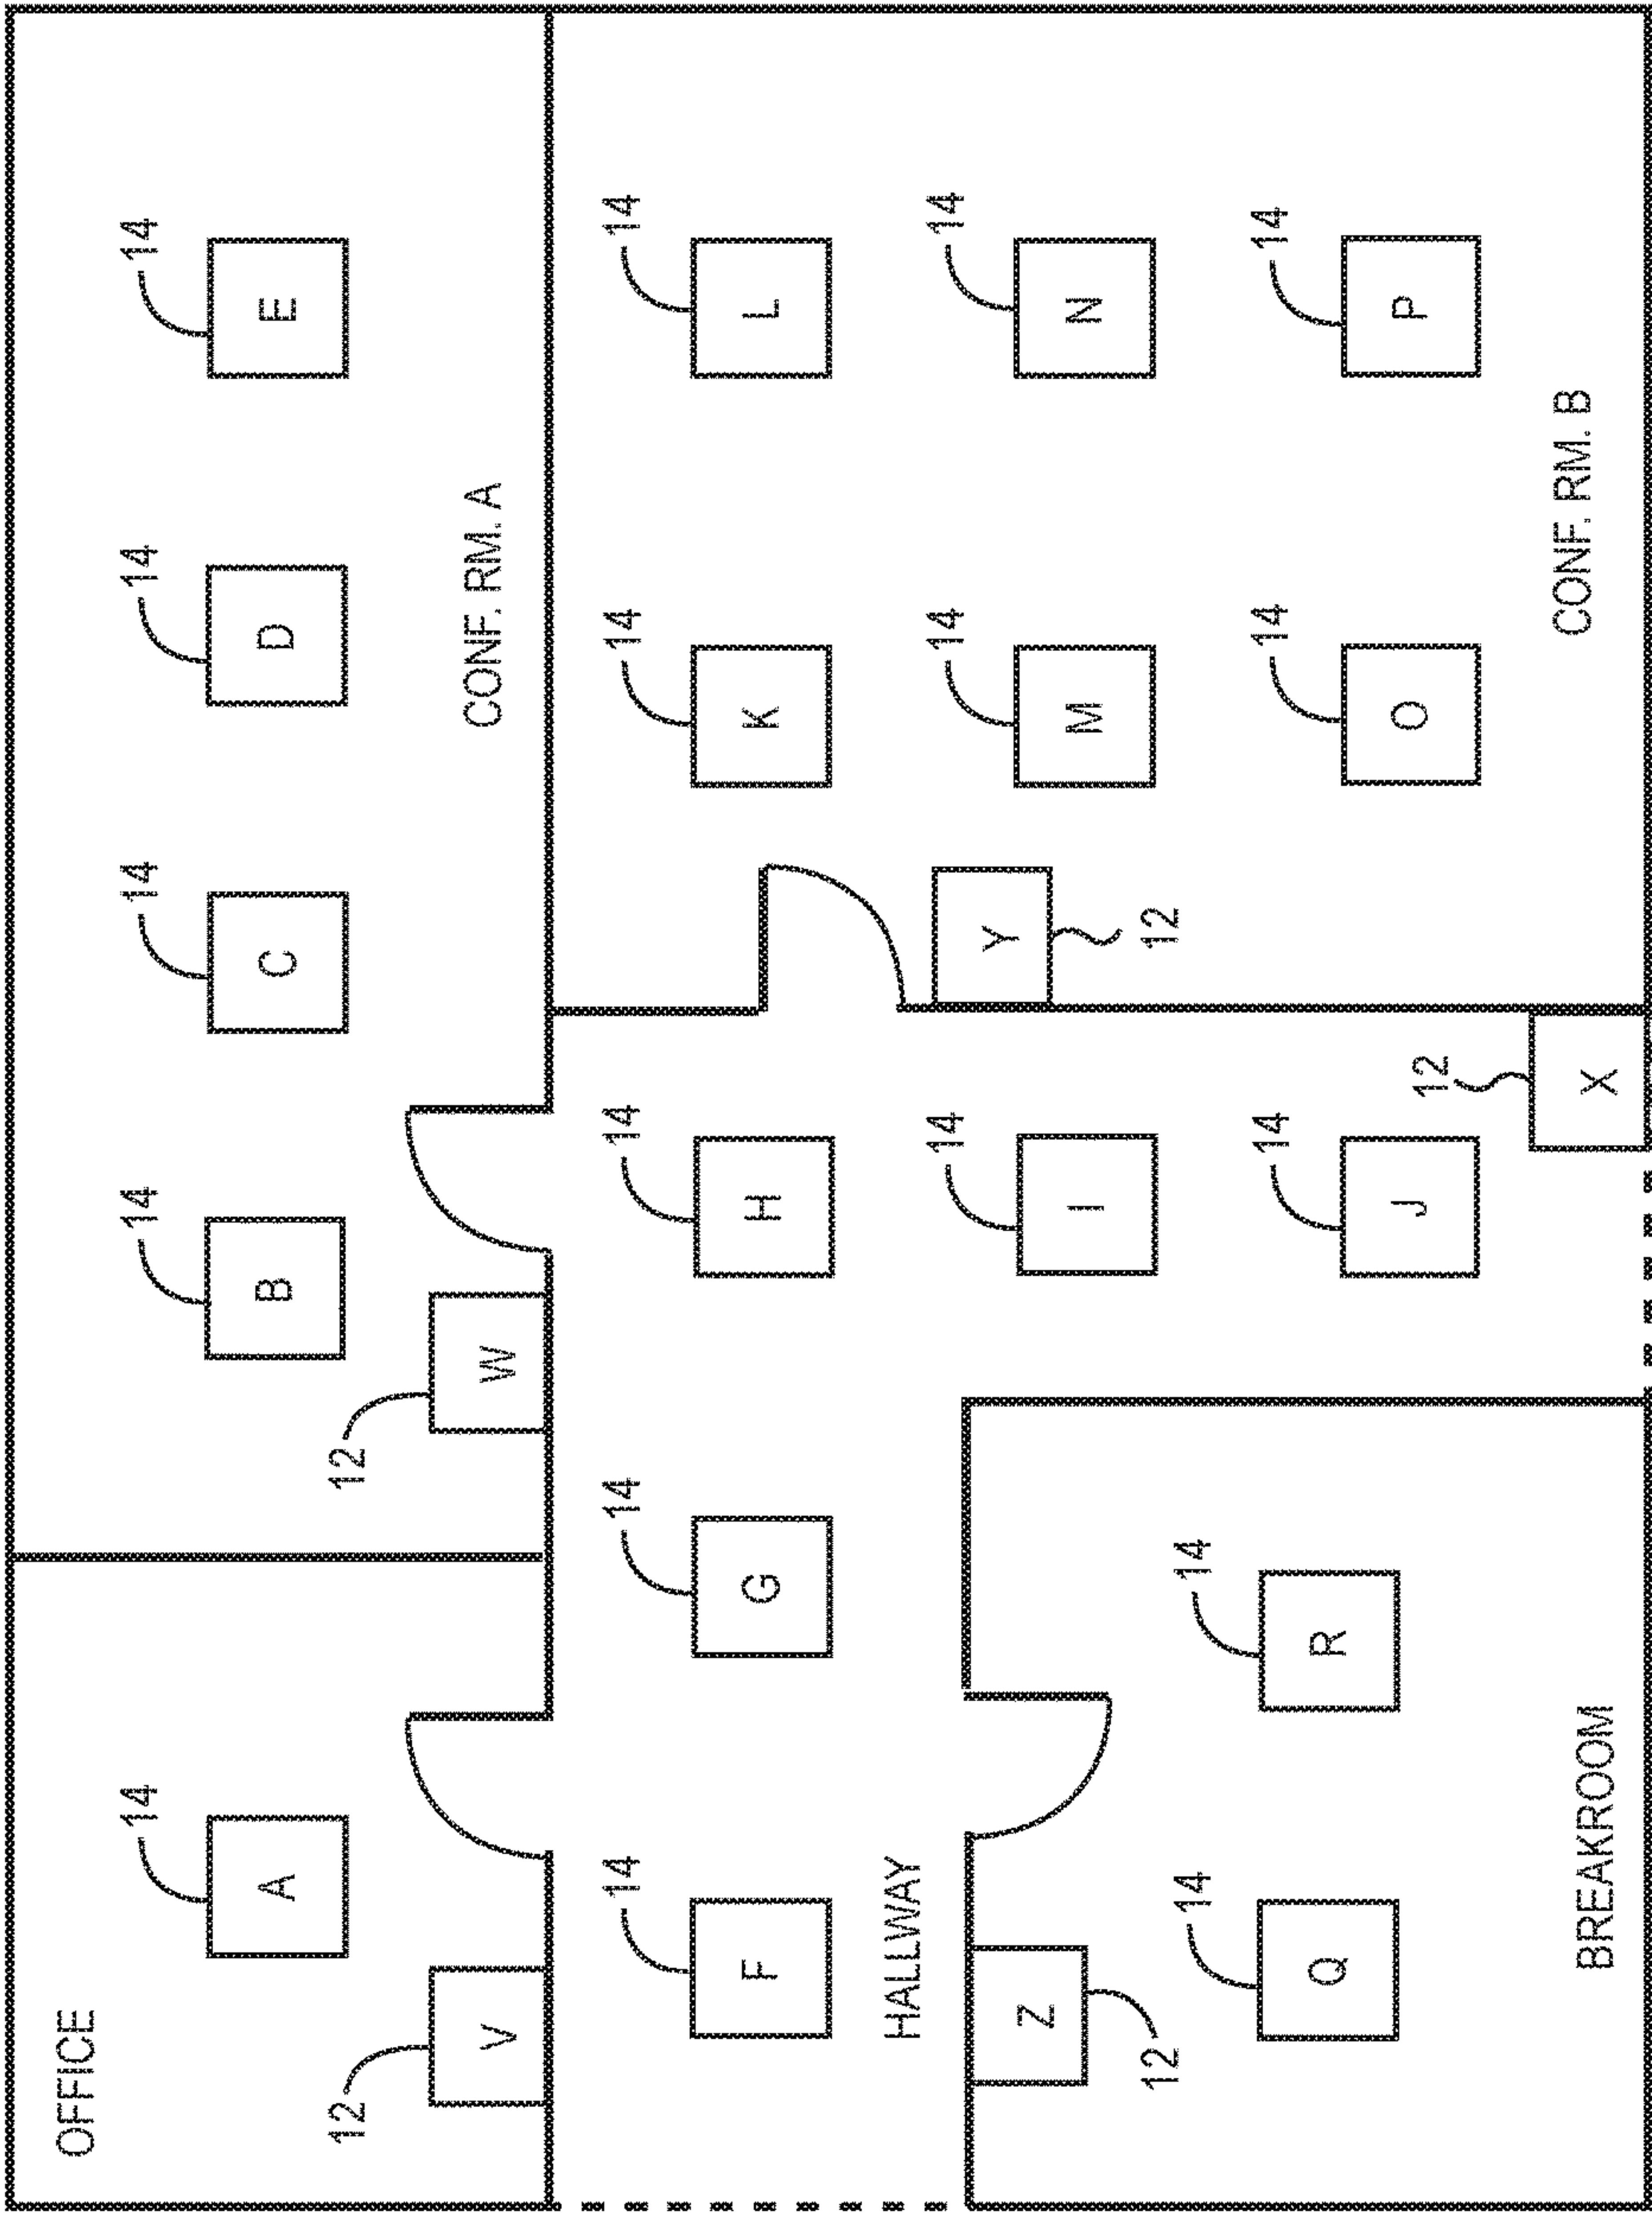 OFFICE
14
14
14
14
14
A
B
C
D
E
12
12
V
W
CONF. RM. A
14
14
14
14
14
F
G
H
K
L
HALLWAY
14
14
14
Y
Z
I
M
N
12
12
14
14
14
14
14
Q
R
J
O
P
12
BREAKROOM
X
CONF. RM. B